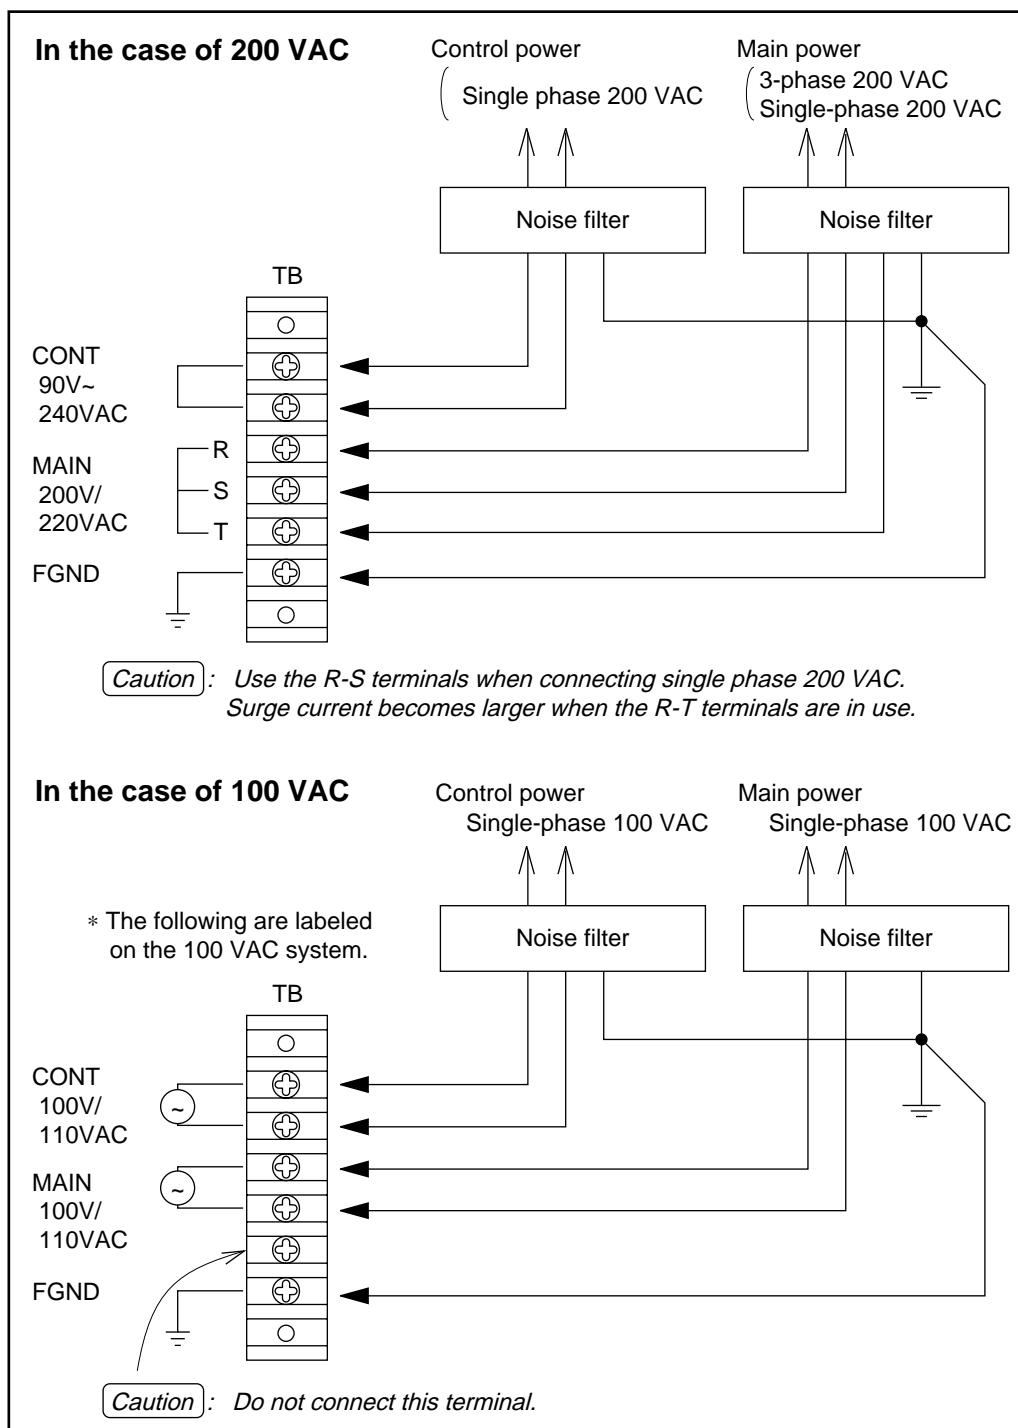 In the case of 200 VAC
Control power
Single phase 200 VAC
Main power
3-phase 200 VAC
Single-phase 200 VAC
Noise filter
Noise filter
TB
CONT
90V~
240VAC
MAIN
200V/
220VAC
R
S
T
FGND
Caution : Use the R-S terminals when connecting single phase 200 VAC.
Surge current becomes larger when the R-T terminals are in use.
In the case of 100 VAC
Control power
Single-phase 100 VAC
Main power
Single-phase 100 VAC
* The following are labeled
on the 100 VAC system.
Noise filter
Noise filter
TB
CONT
100V/
110VAC
~
MAIN
100V/
110VAC
~
FGND
Caution : Do not connect this terminal.